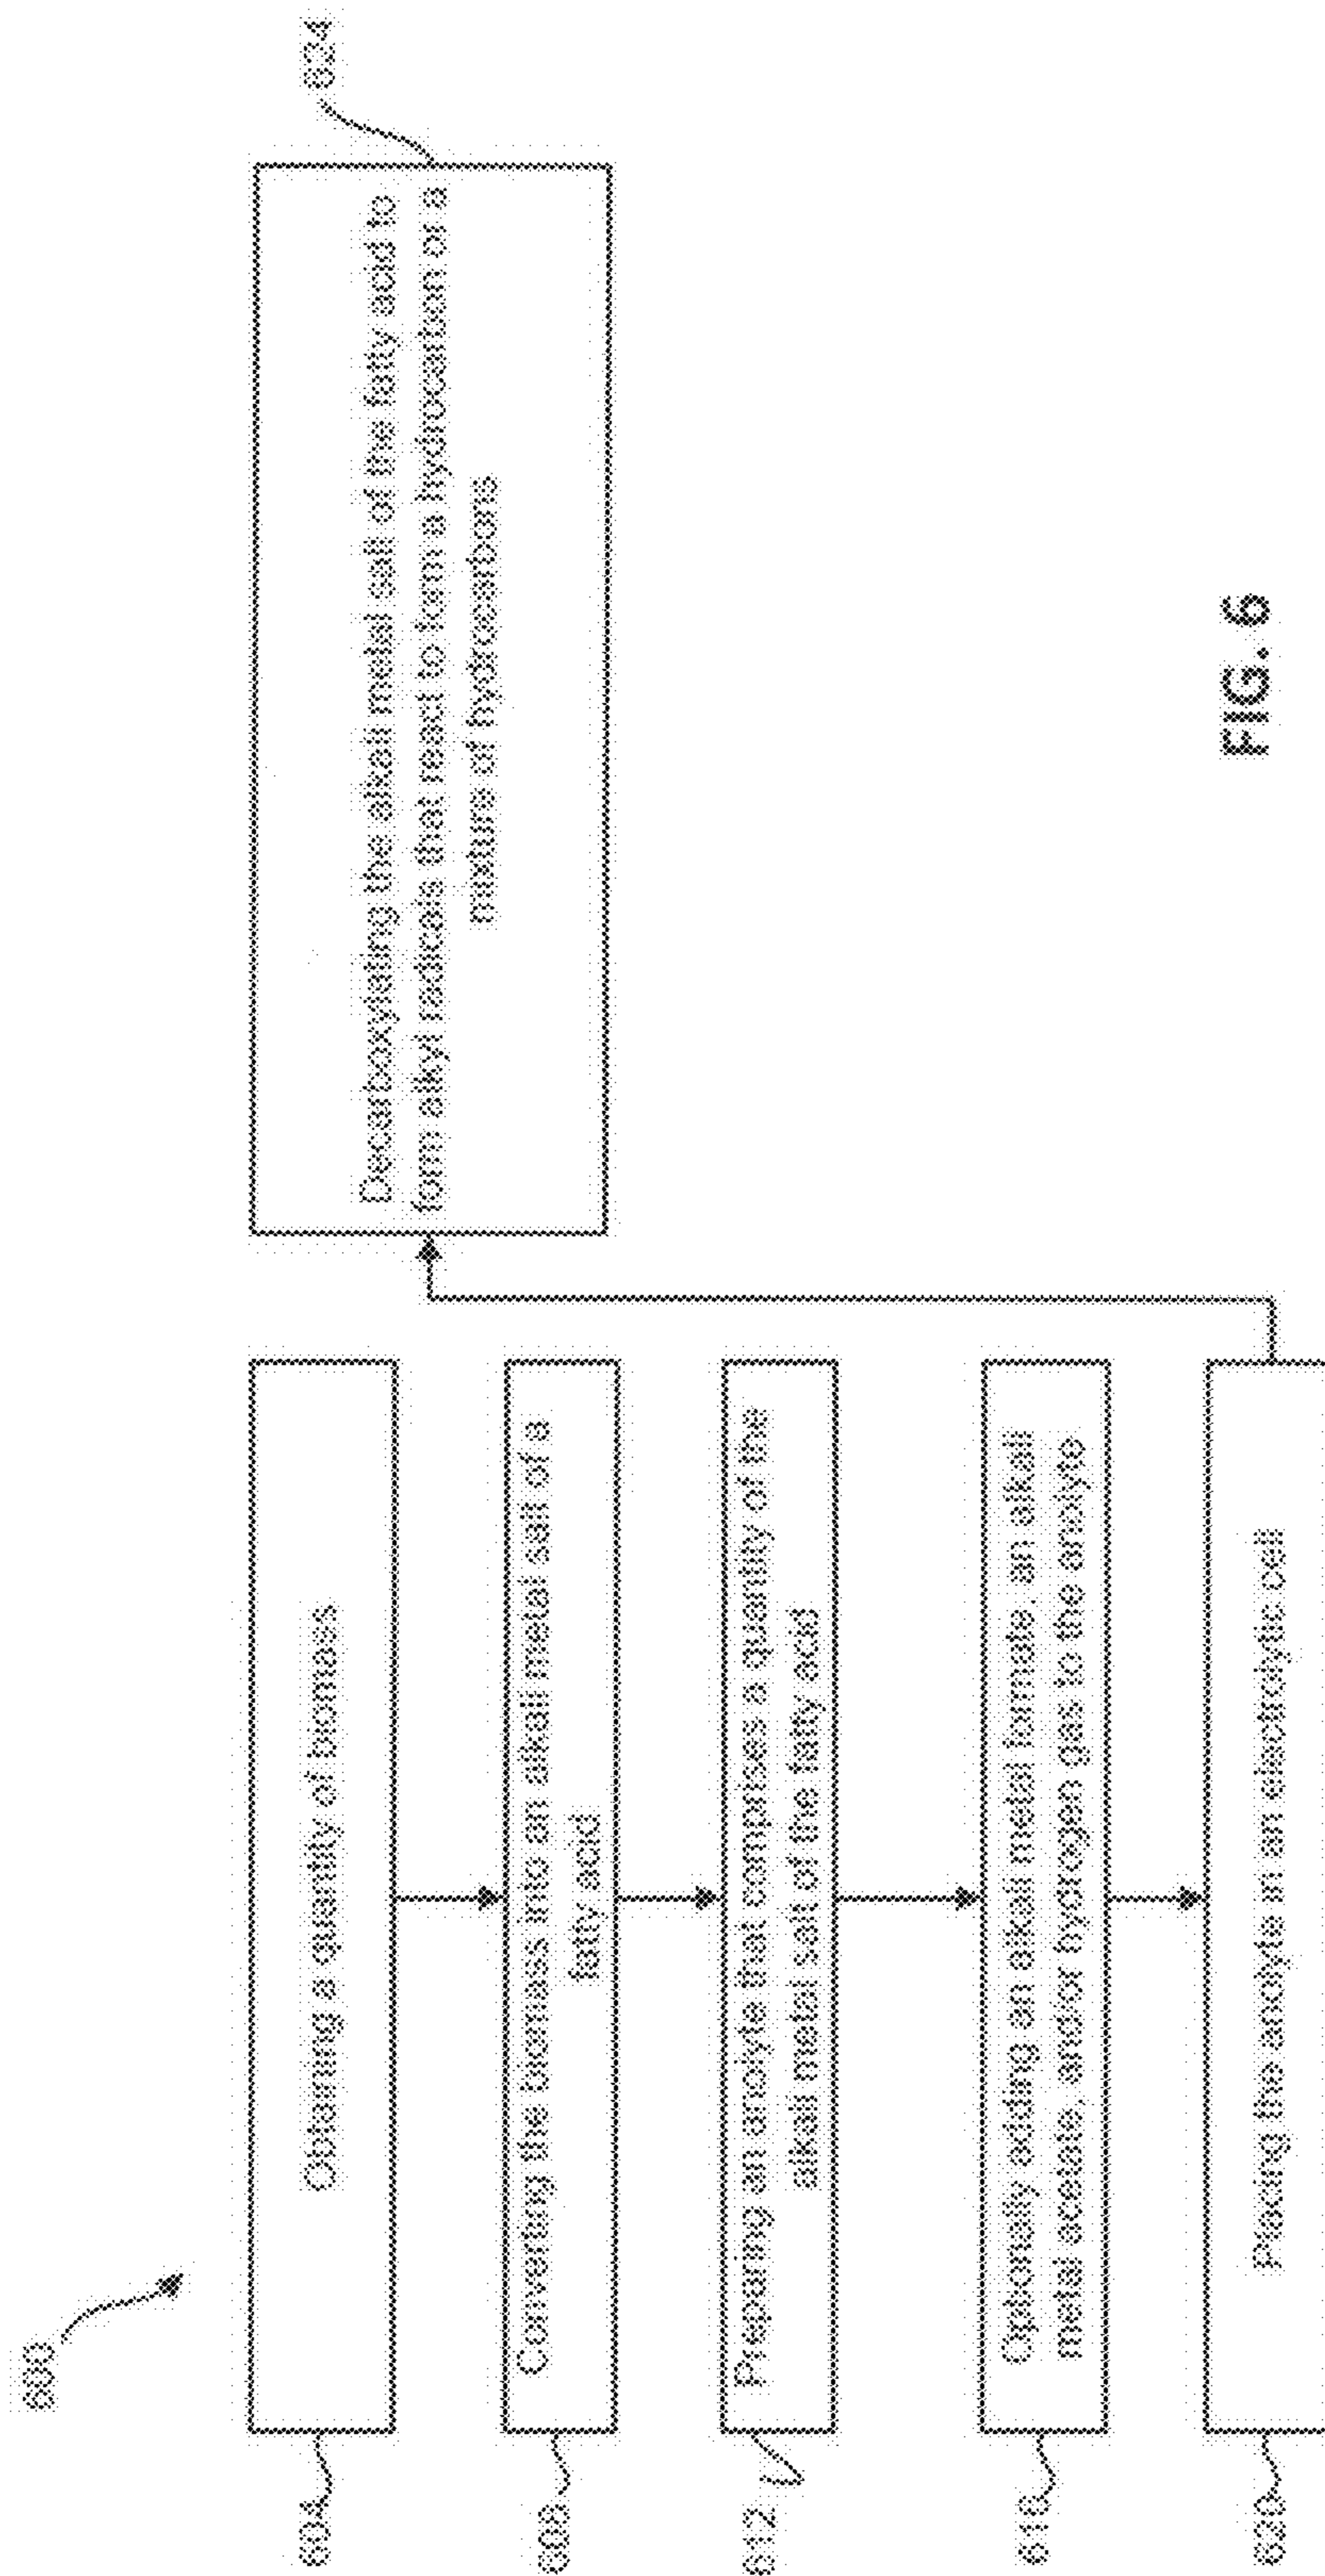 600
604
Obtaining a quantity of biomass
608
Converting the biomass into an alkali metal salt of a
fatty acid
612
Preparing an anolyte that comprises a quantity of the
alkali metal salt of the fatty acid
616
Optionally adding an alkali metal formate, an alkali
metal acetate, and/or hydrogen gas to the anolyte
620
Placing the anolyte in an electrolytic cell
624
Decarboxylating the alkali metal salt of the fatty acid to
form alkyl radicals that react to form a hydrocarbon or a
mixture of hydrocarbons
FIG. 6